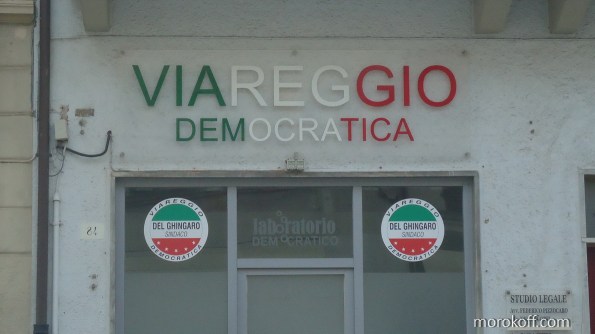 VIAREGGIO
DEMOCRATICA
VIAREGGIO
DEL GHINGARO
SINDACO
DEMOCRATICA
laboratorio
DEMOCRATICO
VIAREGGIO
DEL GHINGARO
SINDACO
DEMOCRATICA
STUDIO LEGALE
morokoff.com